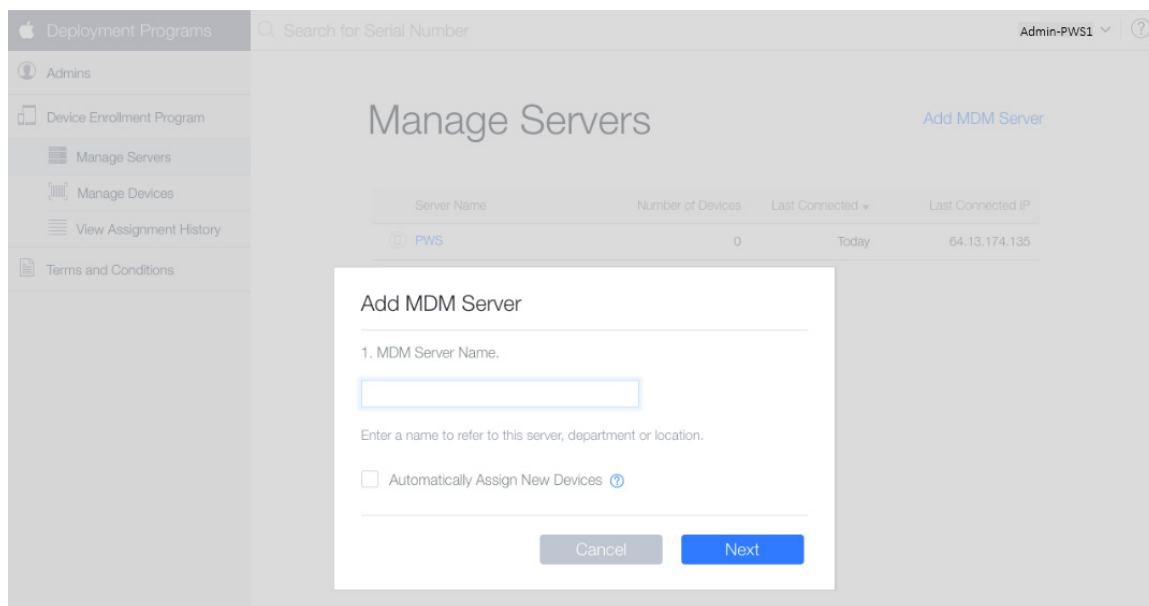 Deployment Programs
Search for Serial Number
Admin-PWS1
Admins
Device Enrollment Program
Manage Servers
Manage Devices
View Assignment History
Terms and Conditions
Manage Servers
Add MDM Server
Server Name Number of Devices Last Connected Last Connected IP
PWS 0 Today 64.13.174.135
Add MDM Server
1. MDM Server Name.
Enter a name to refer to this server, department or location.
Automatically Assign New Devices ?
Cancel Next